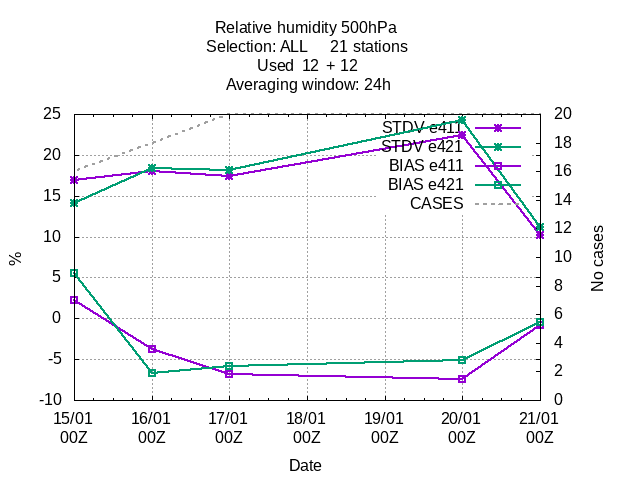 Relative humidity 500hPa
Selection: ALL     21 stations
Used  12  + 12
Averaging window: 24h
25
20
15
10
5
0
-5
-10
%
20
18
16
14
12
10
8
6
4
2
0
No cases
STDV e411
STDV e421
BIAS e411
BIAS e421
CASES
15/01 16/01 17/01 18/01 19/01 20/01 21/01
00Z 00Z 00Z 00Z 00Z 00Z 00Z
Date